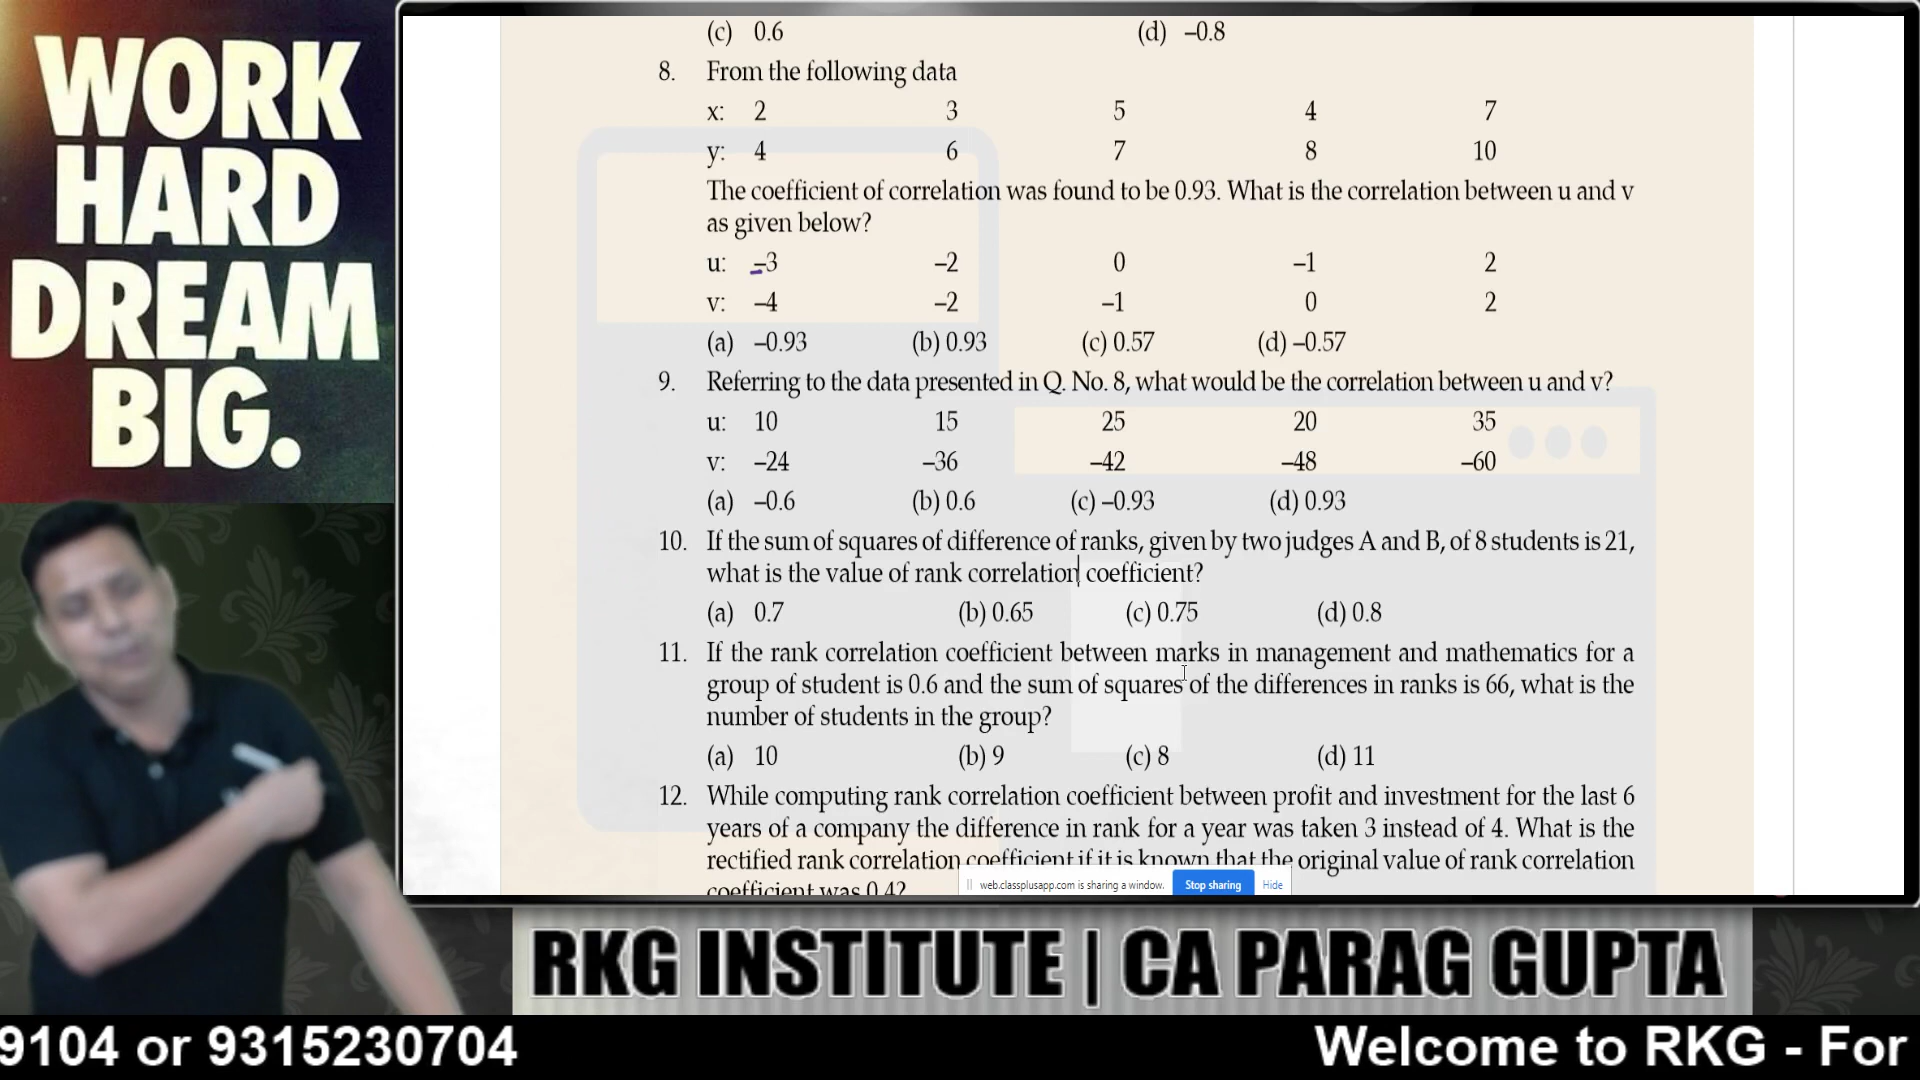 WORK
HARD
DREAM
BIG.
(c) 0.6 (d) –0.8
8. From the following data
x: 2 3 5 4 7
y: 4 6 7 8 10
The coefficient of correlation was found to be 0.93. What is the correlation between u and v
as given below?
u: –3 –2 0 –1 2
v: –4 –2 –1 0 2
(a) –0.93 (b) 0.93 (c) 0.57 (d) –0.57
9. Referring to the data presented in Q. No. 8, what would be the correlation between u and v?
u: 10 15 25 20 35
v: –24 –36 –42 –48 –60
(a) –0.6 (b) 0.6 (c) –0.93 (d) 0.93
10. If the sum of squares of difference of ranks, given by two judges A and B, of 8 students is 21,
what is the value of rank correlation coefficient?
(a) 0.7 (b) 0.65 (c) 0.75 (d) 0.8
11. If the rank correlation coefficient between marks in management and mathematics for a
group of student is 0.6 and the sum of squares of the differences in ranks is 66, what is the
number of students in the group?
(a) 10 (b) 9 (c) 8 (d) 11
12. While computing rank correlation coefficient between profit and investment for the last 6
years of a company the difference in rank for a year was taken 3 instead of 4. What is the
rectified rank correlation coefficient if it is known that the original value of rank correlation
coefficient was 0.4?
web.classplusapp.com is sharing a window. Stop sharing Hide
RKG INSTITUTE | CA PARAG GUPTA
9104 or 9315230704 Welcome to RKG - For